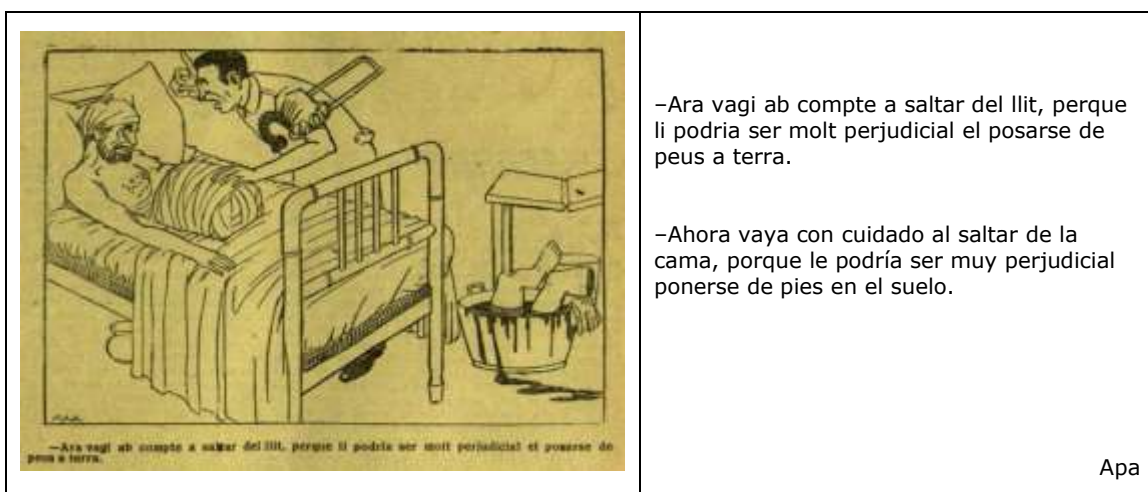 –Ara vagi ab compte a saltar del llit, perque
li podria ser molt perjudicial el posarse de
peus a terra.
–Ahora vaya con cuidado al saltar de la
cama, porque le podría ser muy perjudicial
ponerse de pies en el suelo.
Apa
—Ara vagi ab compte a saltar del llit, perque li podria ser molt perjudicial el posarse de
peus a terra.